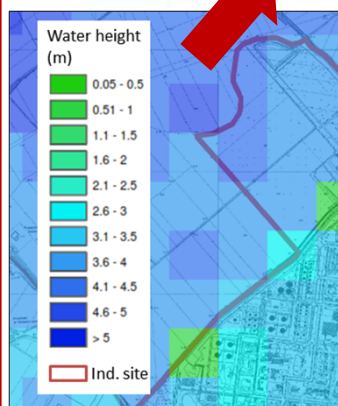 Water height
(m)
0.05 - 0.5
0.51 - 1
1.1 - 1.5
1.6 - 2
2.1 - 2.5
2.6 - 3
3.1 - 3.5
3.6 - 4
4.1 - 4.5
4.6 - 5
> 5
Ind. site